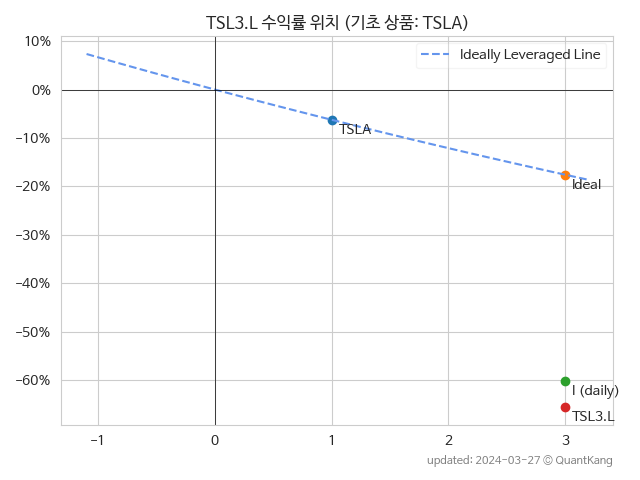 TSL3.L 수익률 위치 (기초 상품: TSLA)
10%
0%
−10%
−20%
−30%
−40%
−50%
−60%
Ideally Leveraged Line
TSLA
Ideal
I (daily)
TSL3.L
−1 0 1 2 3
updated: 2024-03-27 © QuantKang